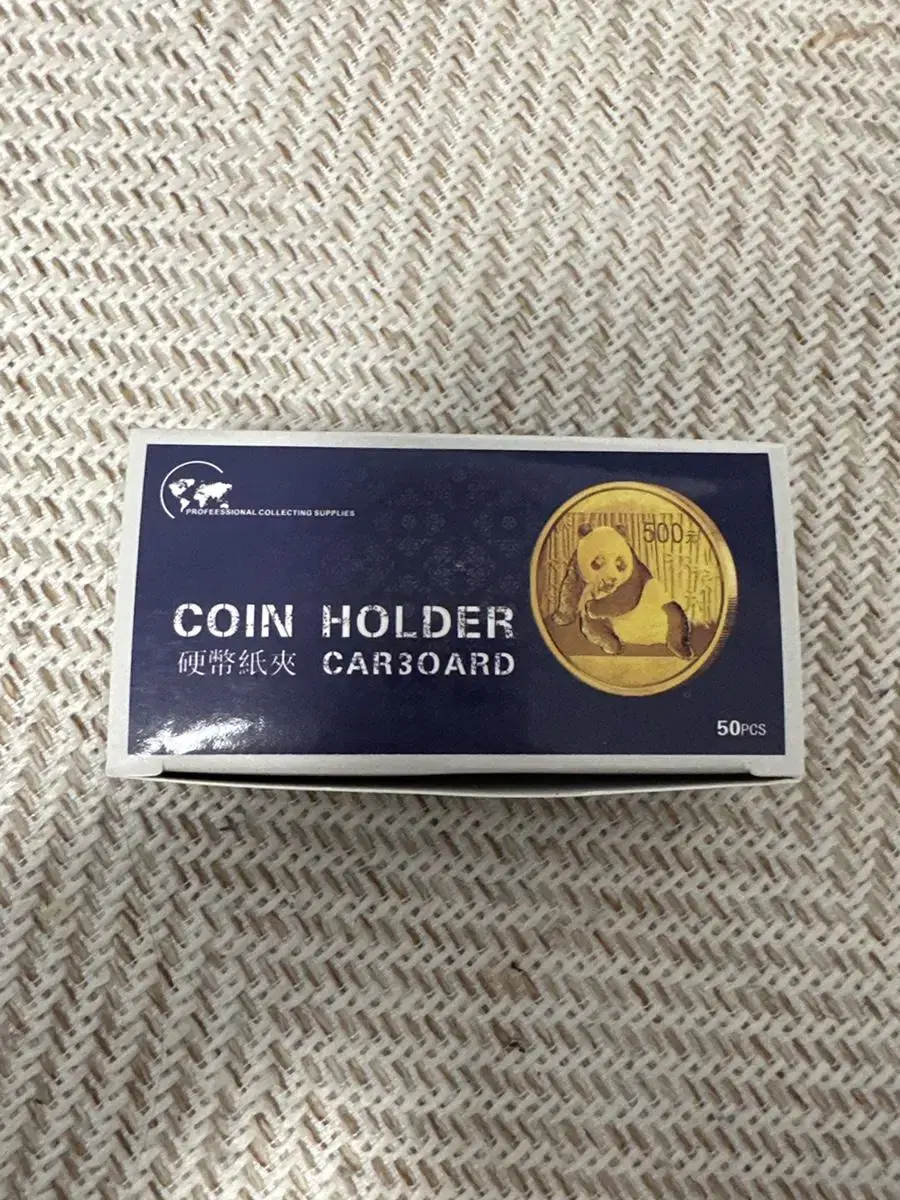 PROFEESSIONAL COLLECTING SUPPLIES
500元
COIN HOLDER
硬幣紙夾 CAR3OARD
50PCS